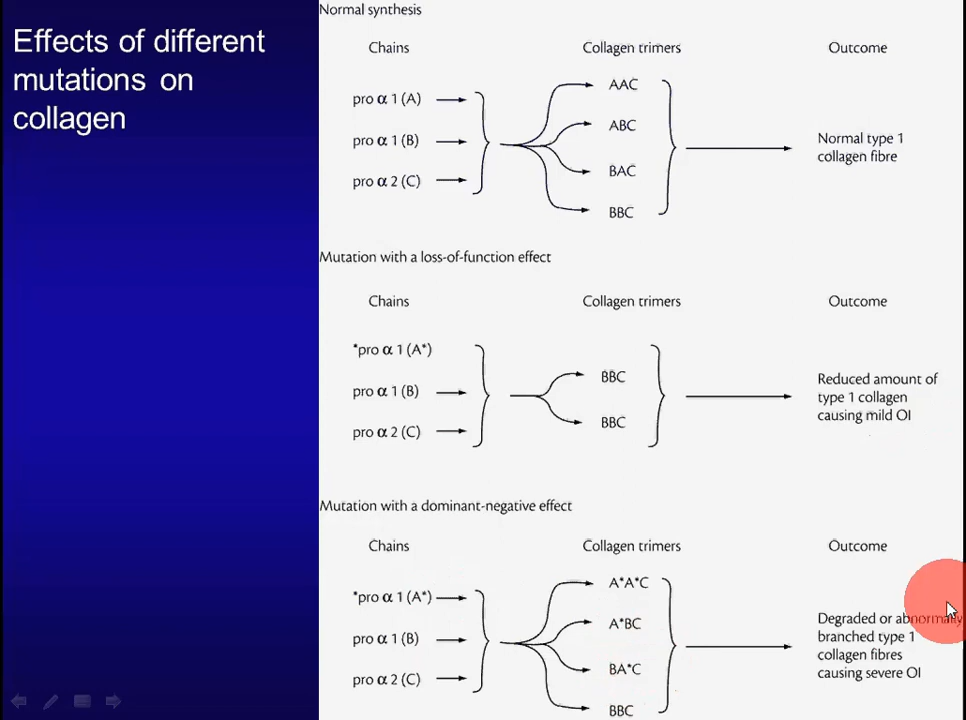 Effects of different
mutations on
collagen
Normal synthesis
Chains Collagen trimers Outcome
pro α 1 (A)
pro α 1 (B)
pro α 2 (C)
AAC
ABC
BAC
BBC
Normal type 1
collagen fibre
Mutation with a loss-of-function effect
Chains Collagen trimers Outcome
*pro α 1 (A*)
pro α 1 (B)
pro α 2 (C)
BBC
BBC
Reduced amount of
type 1 collagen
causing mild OI
Mutation with a dominant-negative effect
Chains Collagen trimers Outcome
*pro α 1 (A*)
pro α 1 (B)
pro α 2 (C)
A*A*C
A*BC
BA*C
BBC
Degraded or abnormally
branched type 1
collagen fibres
causing severe OI